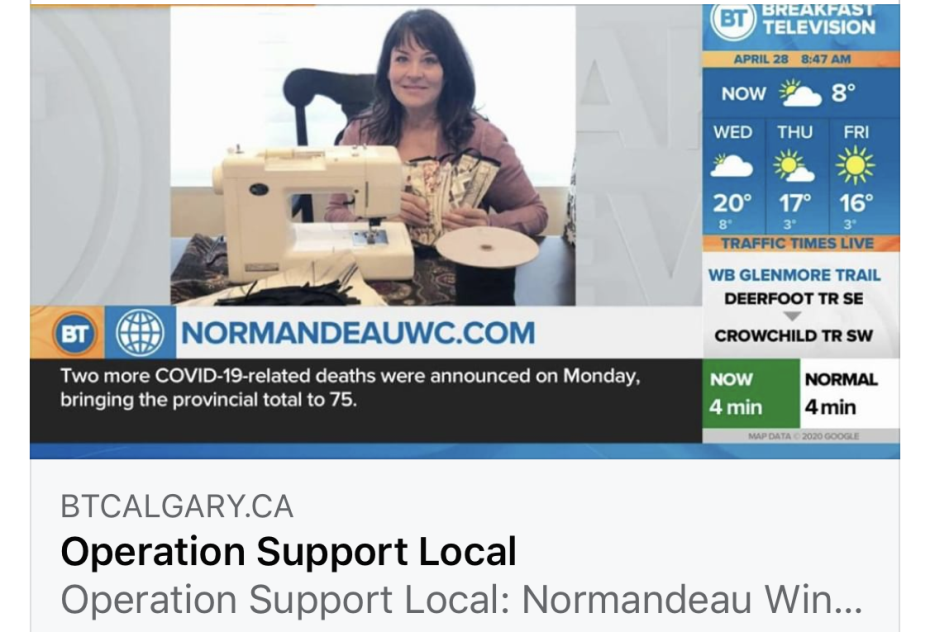 BT
BREAKFAST
TELEVISION
APRIL 28 8:47 AM
NOW 8°
WED THU FRI
20° 17° 16°
8° 3° 3°
TRAFFIC TIMES LIVE
WB GLENMORE TRAIL
DEERFOOT TR SE
CROWCHILD TR SW
NOW NORMAL
4 min 4 min
MAP DATA © 2020 GOOGLE
BT NORMANDEAUWC.COM
Two more COVID-19-related deaths were announced on Monday,
bringing the provincial total to 75.
BTCALGARY.CA
Operation Support Local
Operation Support Local: Normandeau Win...